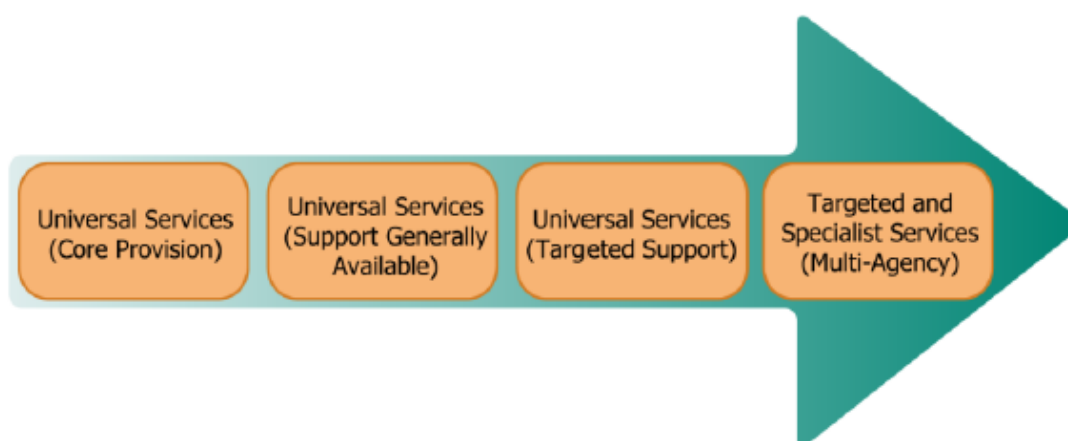 Universal Services
(Core Provision)
Universal Services
(Support Generally
Available)
Universal Services
(Targeted Support)
Targeted and
Specialist Services
(Multi-Agency)